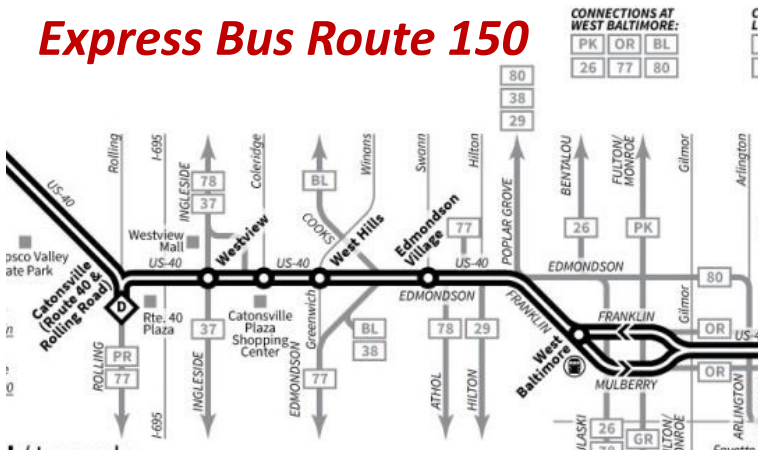 Express Bus Route 150
CONNECTIONS AT
WEST BALTIMORE:
PK OR BL
26 77 80
80
38
29
Rolling
I-695
INGLESIDE
78
37
Coleridge
BL
COOKS
Winans
Swann
Hilton
77
POPLAR GROVE
BENTALOU
26
FULTON/
MONROE
PK
Gilmor
Arlington
US-40
Valley
Park
Westview
Mall
Westview
West Hills
Edmondson
Village
US-40
US-40
US-40
EDMONDSON
EDMONDSON
80
Catonsville
(Route 40 &
Rolling Road)
D
Rte. 40
Plaza
Catonsville
Plaza
Shopping
Center
Greenwich
FRANKLIN
FRANKLIN
Gilmor
OR
West
Baltimore
MULBERRY
OR
PR
77
ROLLING
I-695
37
INGLESIDE
EDMONDSON
77
BL
38
78
ATHOL
29
HILTON
26
GR
ARLINGTON